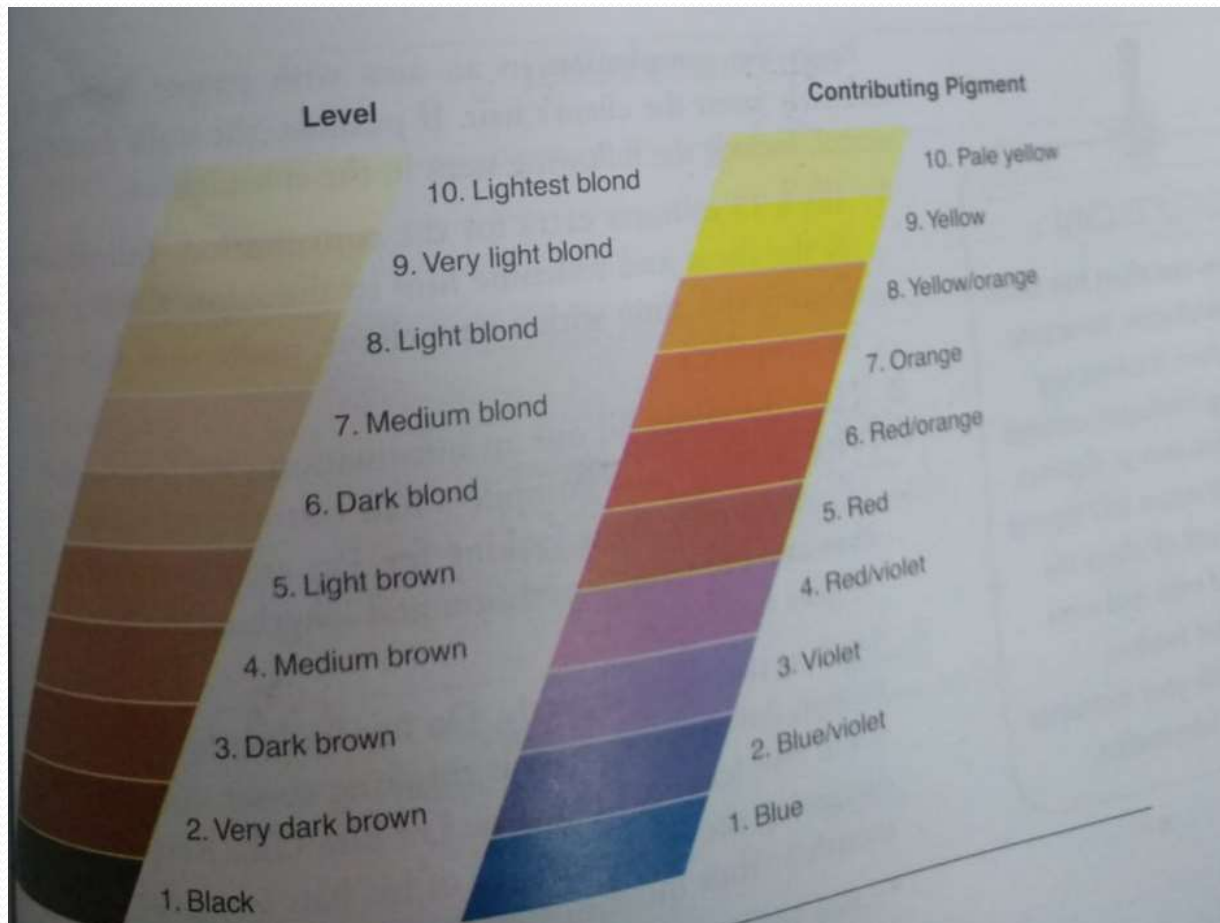 Level
10. Lightest blond
9. Very light blond
8. Light blond
7. Medium blond
6. Dark blond
5. Light brown
4. Medium brown
3. Dark brown
2. Very dark brown
1. Black
Contributing Pigment
10. Pale yellow
9. Yellow
8. Yellow/orange
7. Orange
6. Red/orange
5. Red
4. Red/violet
3. Violet
2. Blue/violet
1. Blue